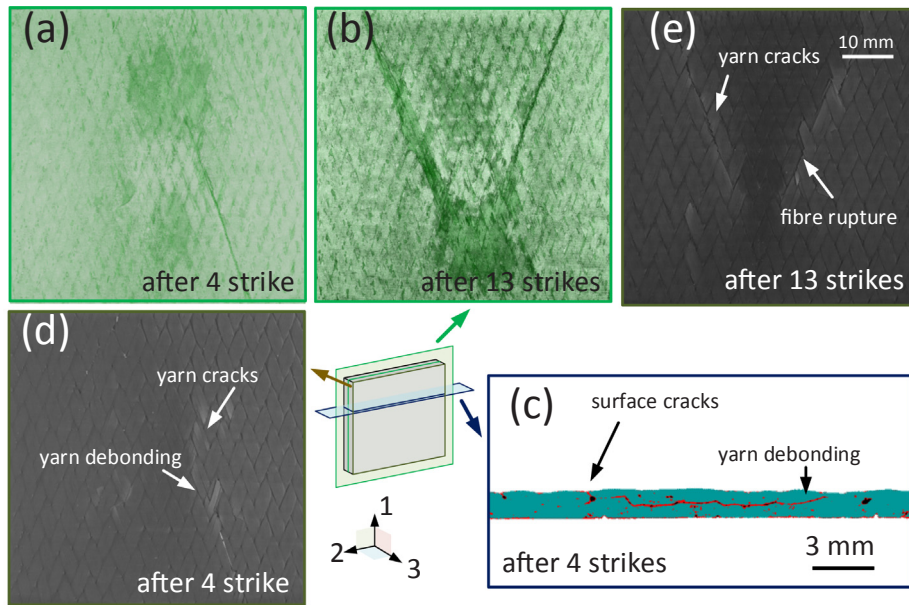 (a)
after 4 strike
(b)
after 13 strikes
(e)
10 mm
yarn cracks
fibre rupture
after 13 strikes
(d)
yarn cracks
yarn debonding
after 4 strike
1
2
3
(c)
surface cracks
yarn debonding
after 4 strikes
3 mm